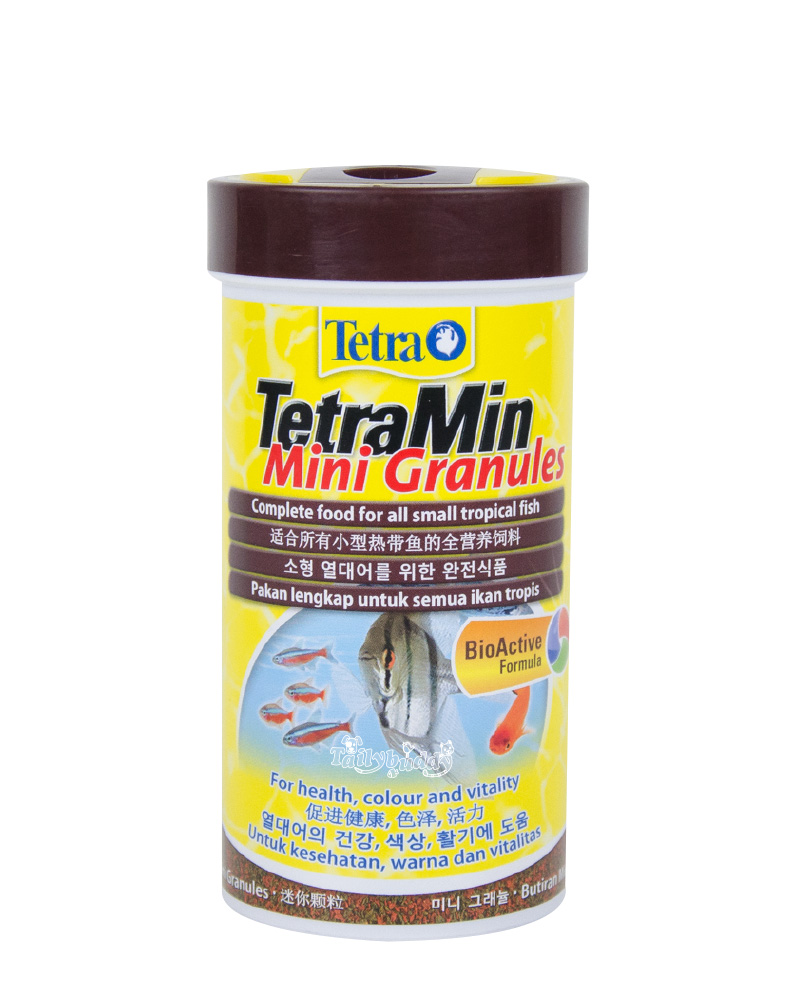 Tetra
TetraMin
Mini Granules
Complete food for all small tropical fish
适合所有小型热带鱼的全营养饲料
소형 열대어를 위한 완전식품
Pakan lengkap untuk semua ikan tropis
BioActive
Formula
Tailybuddy
For health, colour and vitality
促进健康, 色泽, 活力
열대어의 건강, 색상, 활기에 도움
Untuk kesehatan, warna dan vitalitas
Granules · 迷你颗粒 미니 그래뉼 · Butiran